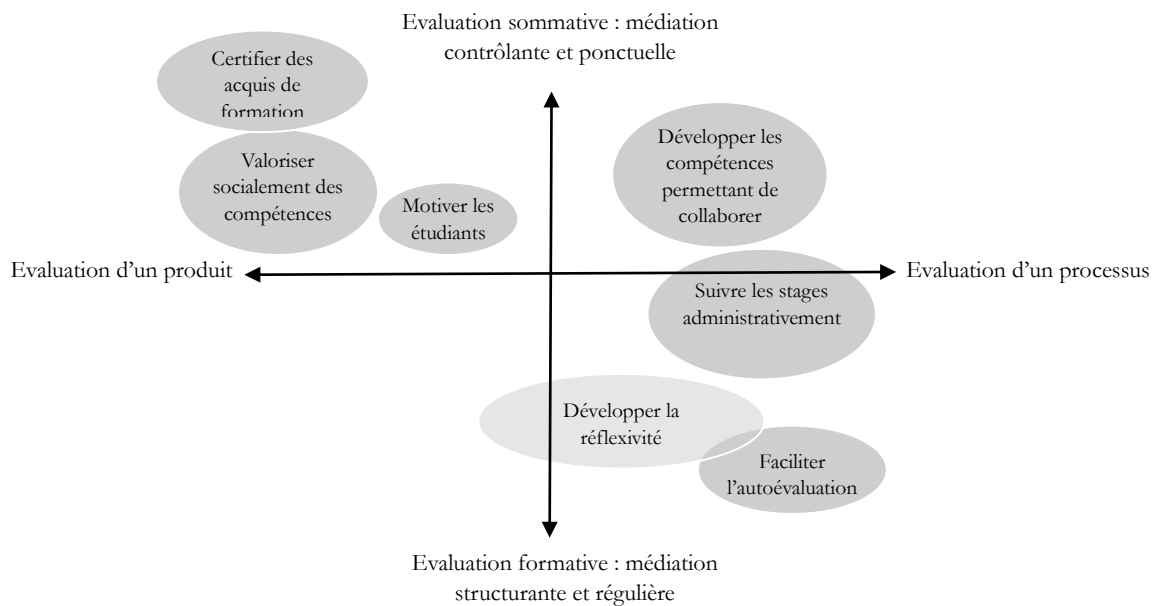 Evaluation sommative : médiation
contrôlante et ponctuelle
Certifier des
acquis de
formation
Valoriser
socialement des
compétences
Motiver les
étudiants
Développer les
compétences
permettant de
collaborer
Evaluation d’un produit
Evaluation d’un processus
Suivre les stages
administrativement
Développer la
réflexivité
Faciliter
l’autoévaluation
Evaluation formative : médiation
structurante et régulière